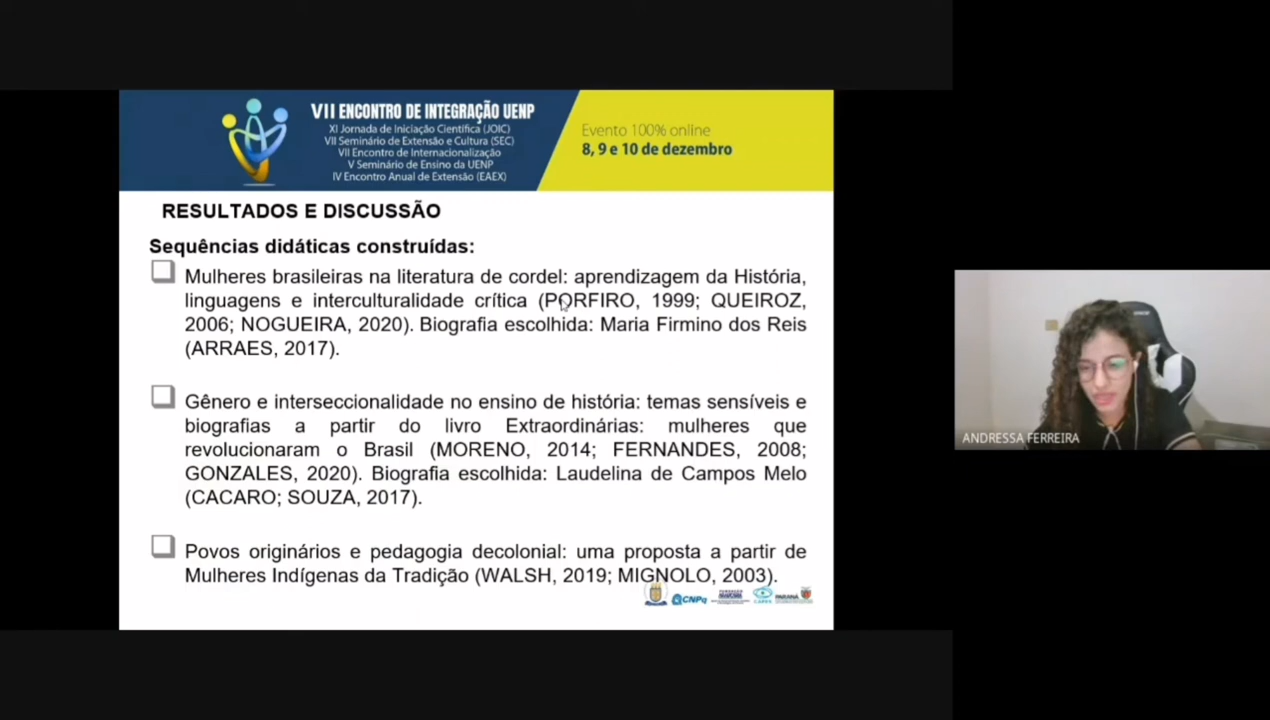 VII ENCONTRO DE INTEGRAÇÃO UENP
XI Jornada de Iniciação Científica (JOIC)
VII Seminário de Extensão e Cultura (SEC)
VII Encontro de Internacionalização
V Seminário de Ensino da UENP
IV Encontro Anual de Extensão (EAEX)
Evento 100% online
8, 9 e 10 de dezembro
RESULTADOS E DISCUSSÃO
Sequências didáticas construídas:
Mulheres brasileiras na literatura de cordel: aprendizagem da História,
linguagens e interculturalidade crítica (PORFIRO, 1999; QUEIROZ,
2006; NOGUEIRA, 2020). Biografia escolhida: Maria Firmino dos Reis
(ARRAES, 2017).
Gênero e interseccionalidade no ensino de história: temas sensíveis e
biografias a partir do livro Extraordinárias: mulheres que
revolucionaram o Brasil (MORENO, 2014; FERNANDES, 2008;
GONZALES, 2020). Biografia escolhida: Laudelina de Campos Melo
(CACARO; SOUZA, 2017).
Povos originários e pedagogia decolonial: uma proposta a partir de
Mulheres Indígenas da Tradição (WALSH, 2019; MIGNOLO, 2003).
CNPq
PARANÁ
ANDRESSA FERREIRA